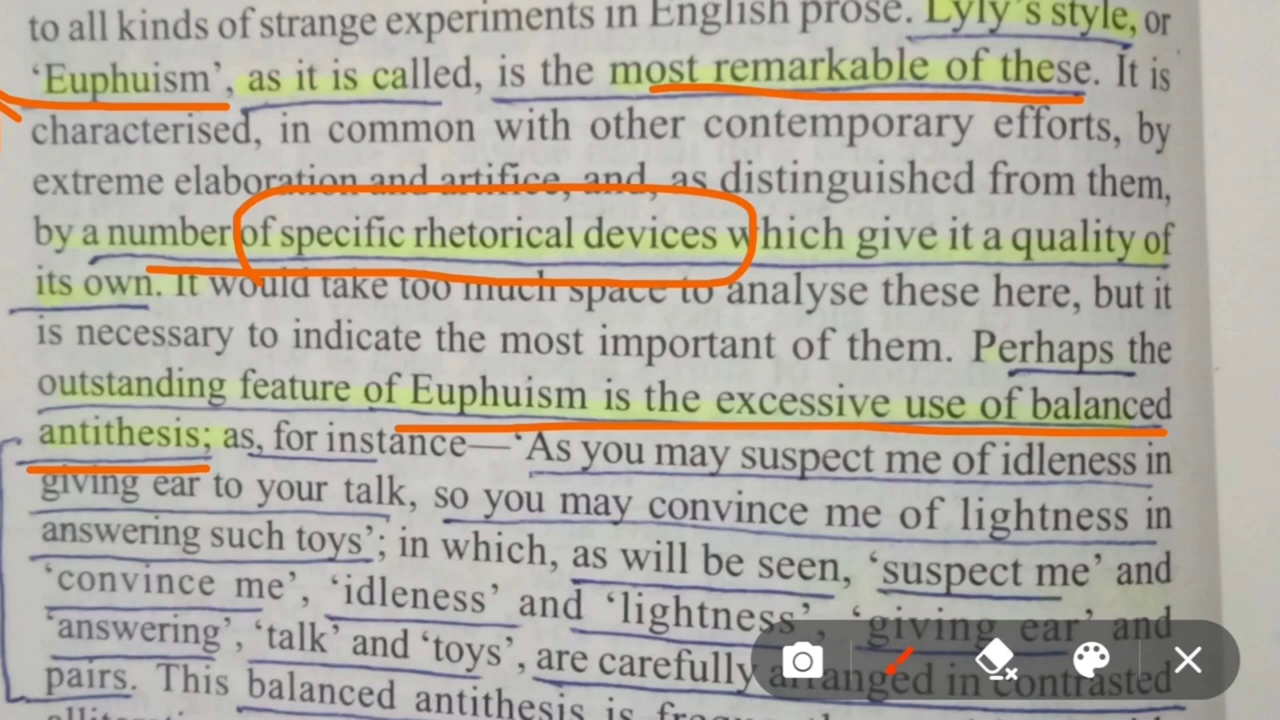 to all kinds of strange experiments in English prose. Lyly's style, or
'Euphuism', as it is called, is the most remarkable of these. It is
characterised, in common with other contemporary efforts, by
extreme elaboration and artifice, and, as distinguished from them,
by a number of specific rhetorical devices which give it a quality of
its own. It would take too much space to analyse these here, but it
is necessary to indicate the most important of them. Perhaps the
outstanding feature of Euphuism is the excessive use of balanced
antithesis; as, for instance—'As you may suspect me of idleness in
giving ear to your talk, so you may convince me of lightness in
answering such toys'; in which, as will be seen, 'suspect me' and
'convince me', 'idleness' and 'lightness', 'giving ear' and
'answering', 'talk' and 'toys', are carefully arranged in contrasted
pairs. This balanced antithesis is